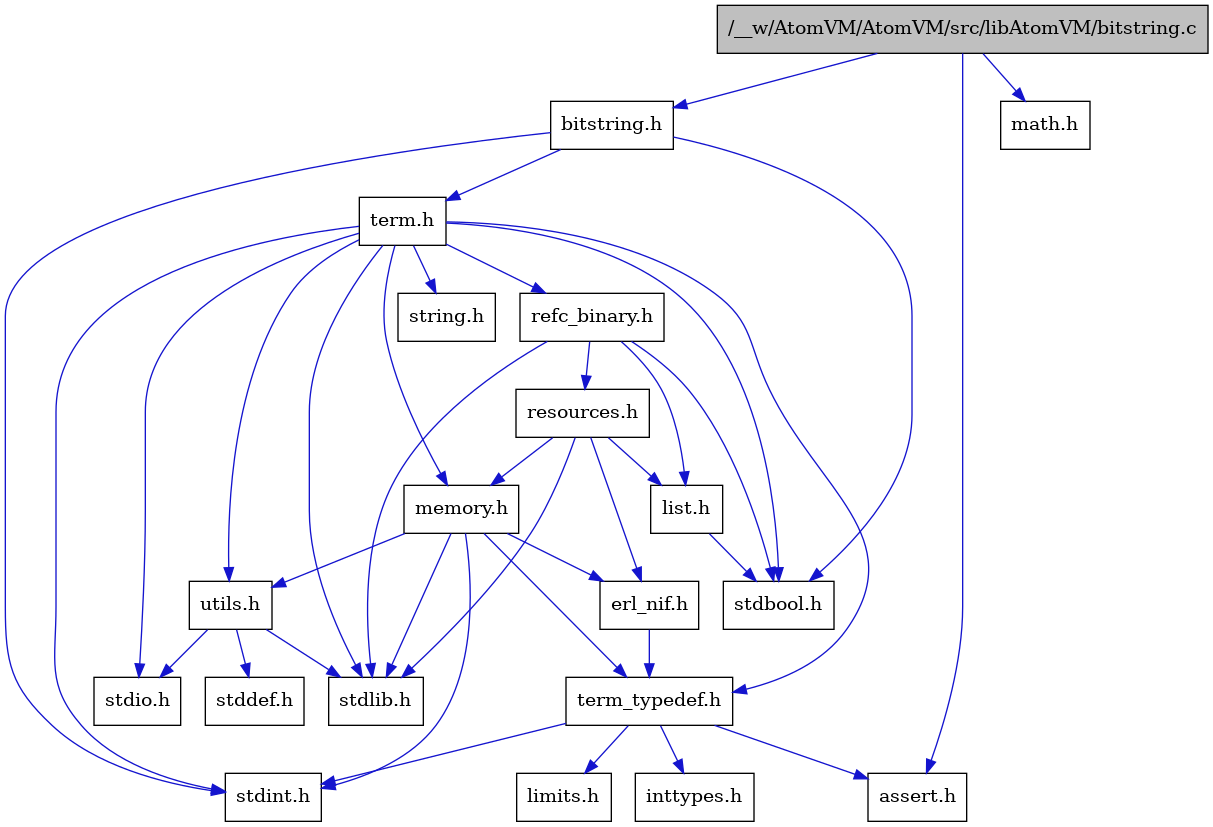 /__w/AtomVM/AtomVM/src/libAtomVM/bitstring.c
bitstring.h
math.h
term.h
string.h
refc_binary.h
resources.h
memory.h
list.h
utils.h
erl_nif.h
stdbool.h
stdio.h
stddef.h
stdlib.h
term_typedef.h
stdint.h
limits.h
inttypes.h
assert.h